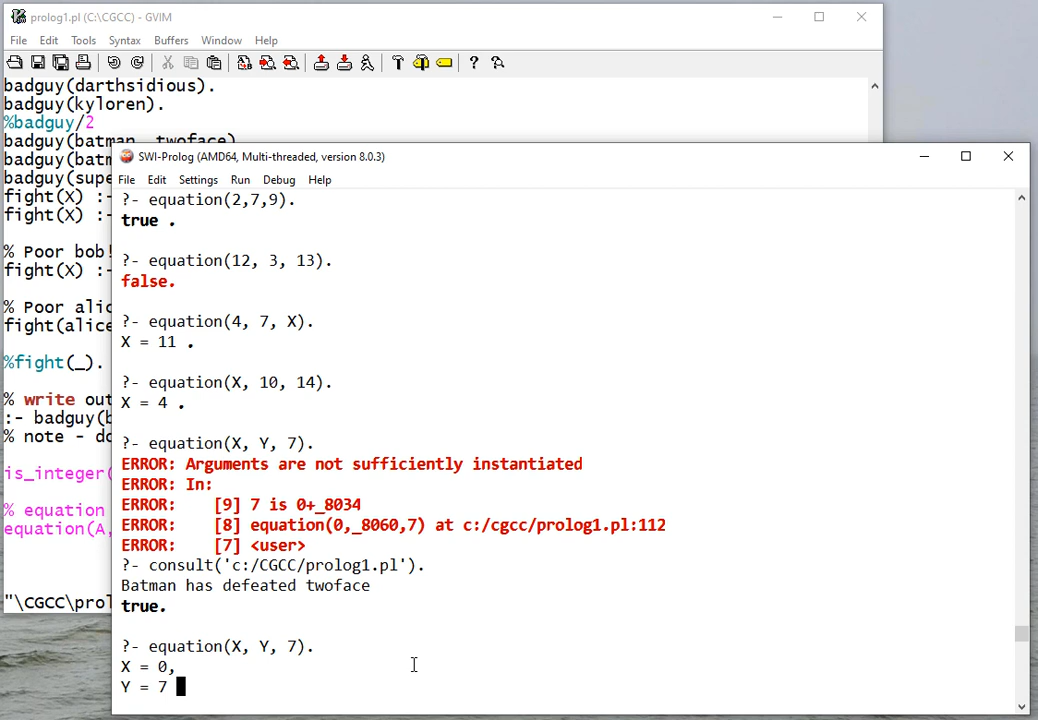 prolog1.pl (C:\CGCC) - GVIM
File Edit Tools Syntax Buffers Window Help
badguy(darthsidious).
badguy(kyloren).
%badguy/2
badguy(batman, twoface)
badguy(batm
badguy(supe
fight(X) :-
fight(X) :-
% Poor bob!
fight(X) :-
% Poor alic
fight(alice
%fight(_).
% write out
:- badguy(b
% note - do
is_integer(
% equation
equation(A,
"\CGCC\prol
SWI-Prolog (AMD64, Multi-threaded, version 8.0.3)
File Edit Settings Run Debug Help
?- equation(2,7,9).
true .
?- equation(12, 3, 13).
false.
?- equation(4, 7, X).
X = 11 .
?- equation(X, 10, 14).
X = 4 .
?- equation(X, Y, 7).
ERROR: Arguments are not sufficiently instantiated
ERROR: In:
ERROR: [9] 7 is 0+_8034
ERROR: [8] equation(0,_8060,7) at c:/cgcc/prolog1.pl:112
ERROR: [7] <user>
?- consult('c:/CGCC/prolog1.pl').
Batman has defeated twoface
true.
?- equation(X, Y, 7).
X = 0,
Y = 7